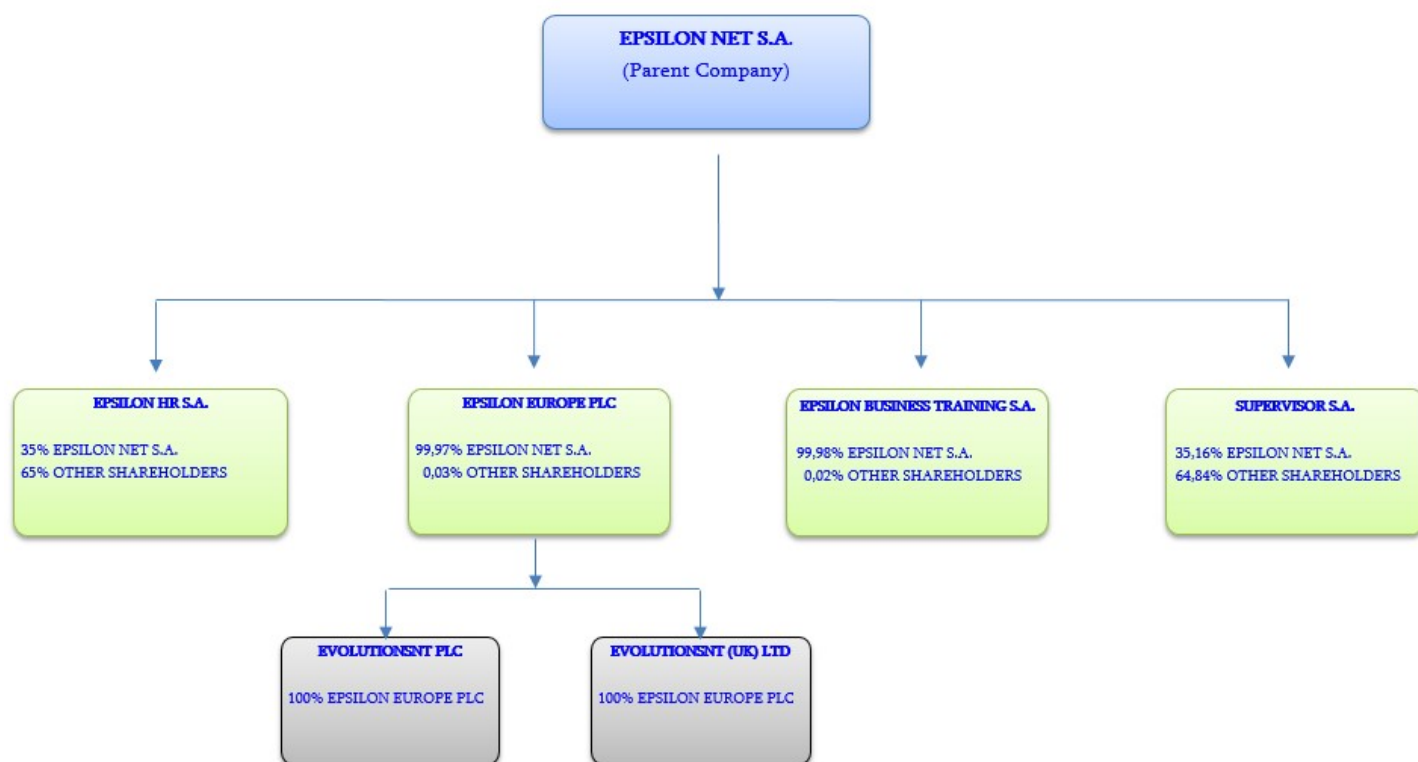 EPSILON NET S.A.
(Parent Company)
EPSILON HR S.A.
35% EPSILON NET S.A.
65% OTHER SHAREHOLDERS
EPSILON EUROPE PLC
99,97% EPSILON NET S.A.
0,03% OTHER SHAREHOLDERS
EPSILON BUSINESS TRAINING S.A.
99,98% EPSILON NET S.A.
0,02% OTHER SHAREHOLDERS
SUPERVISOR S.A.
35,16% EPSILON NET S.A.
64,84% OTHER SHAREHOLDERS
EVOLUTIONSNT PLC
100% EPSILON EUROPE PLC
EVOLUTIONSNT (UK) LTD
100% EPSILON EUROPE PLC